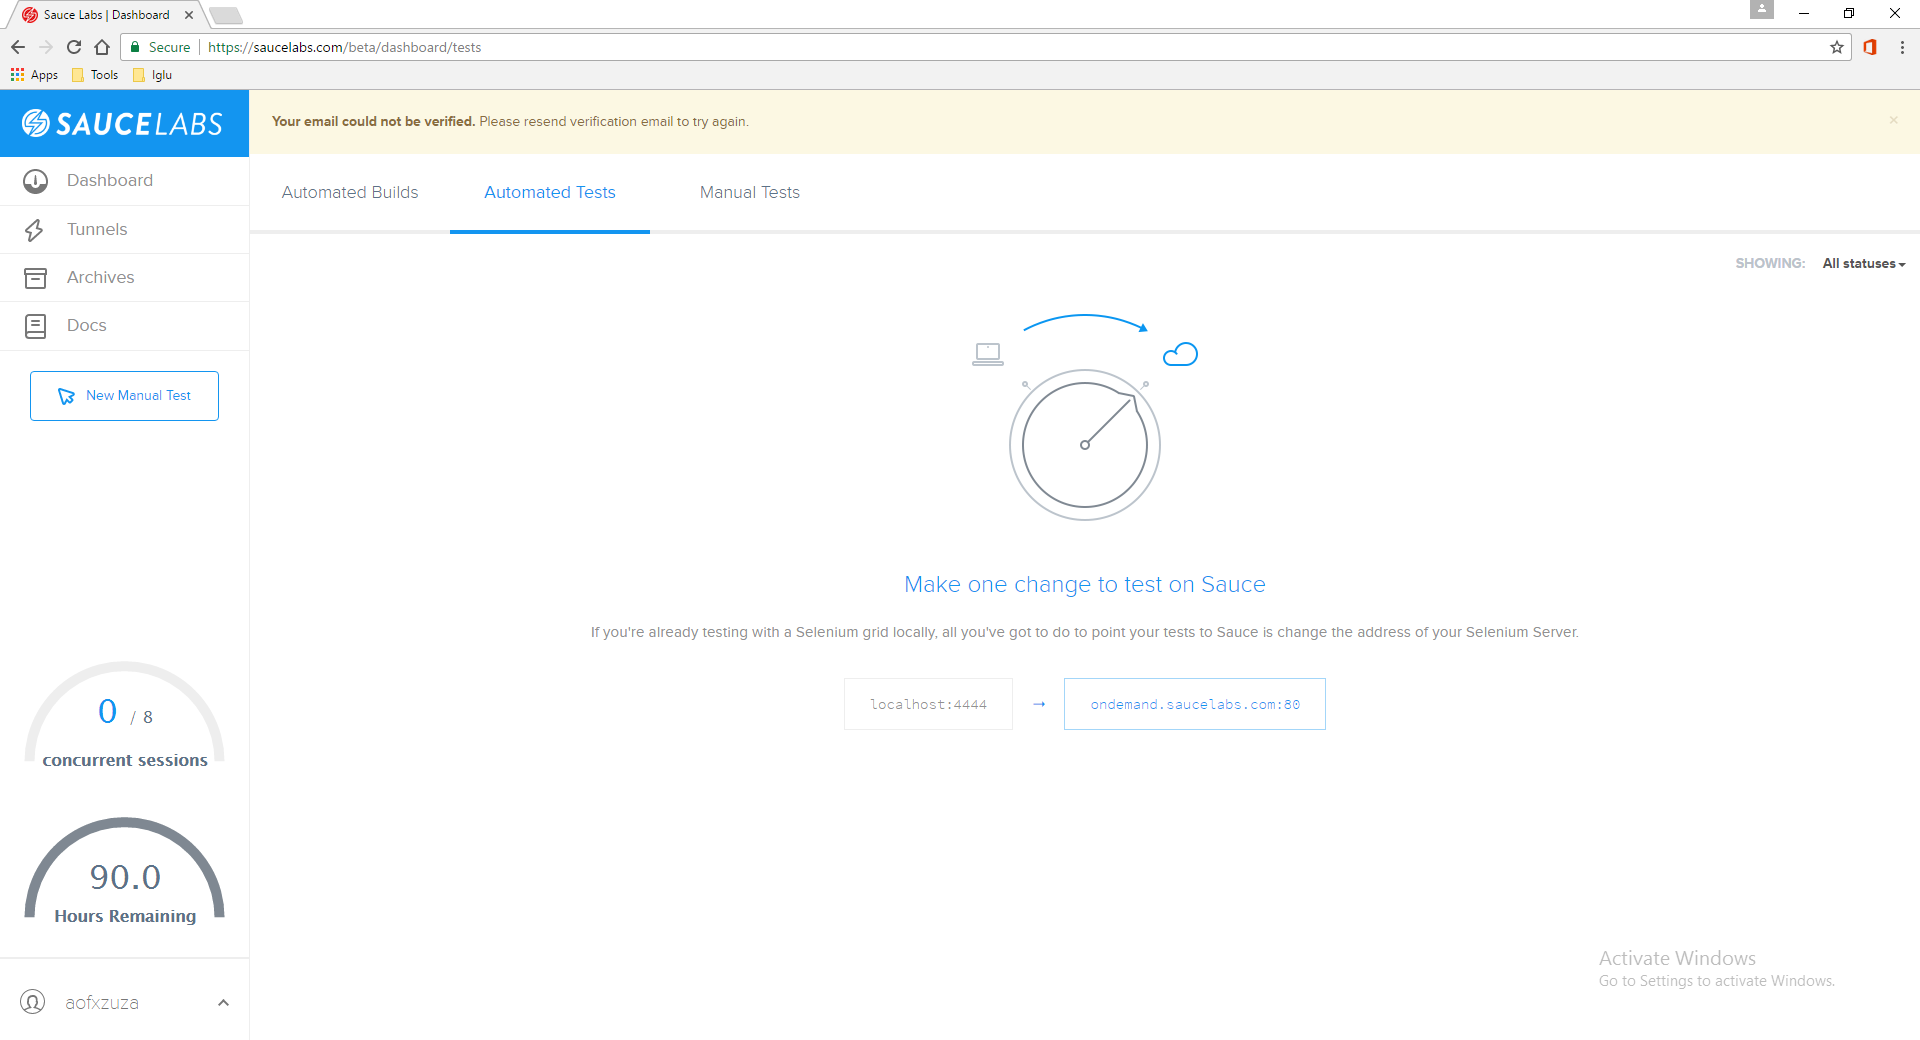 Sauce Labs | Dashboard
Secure
https://saucelabs.com/beta/dashboard/tests
Apps Tools Iglu
SAUCELABS
Your email could not be verified. Please resend verification email to try again.
Dashboard
Tunnels
Archives
Docs
New Manual Test
Automated Builds Automated Tests Manual Tests
SHOWING: All statuses
Make one change to test on Sauce
If you're already testing with a Selenium grid locally, all you've got to do to point your tests to Sauce is change the address of your Selenium Server.
localhost:4444 → ondemand.saucelabs.com:80
0 / 8
concurrent sessions
90.0
Hours Remaining
aofxzuza
Activate Windows
Go to Settings to activate Windows.